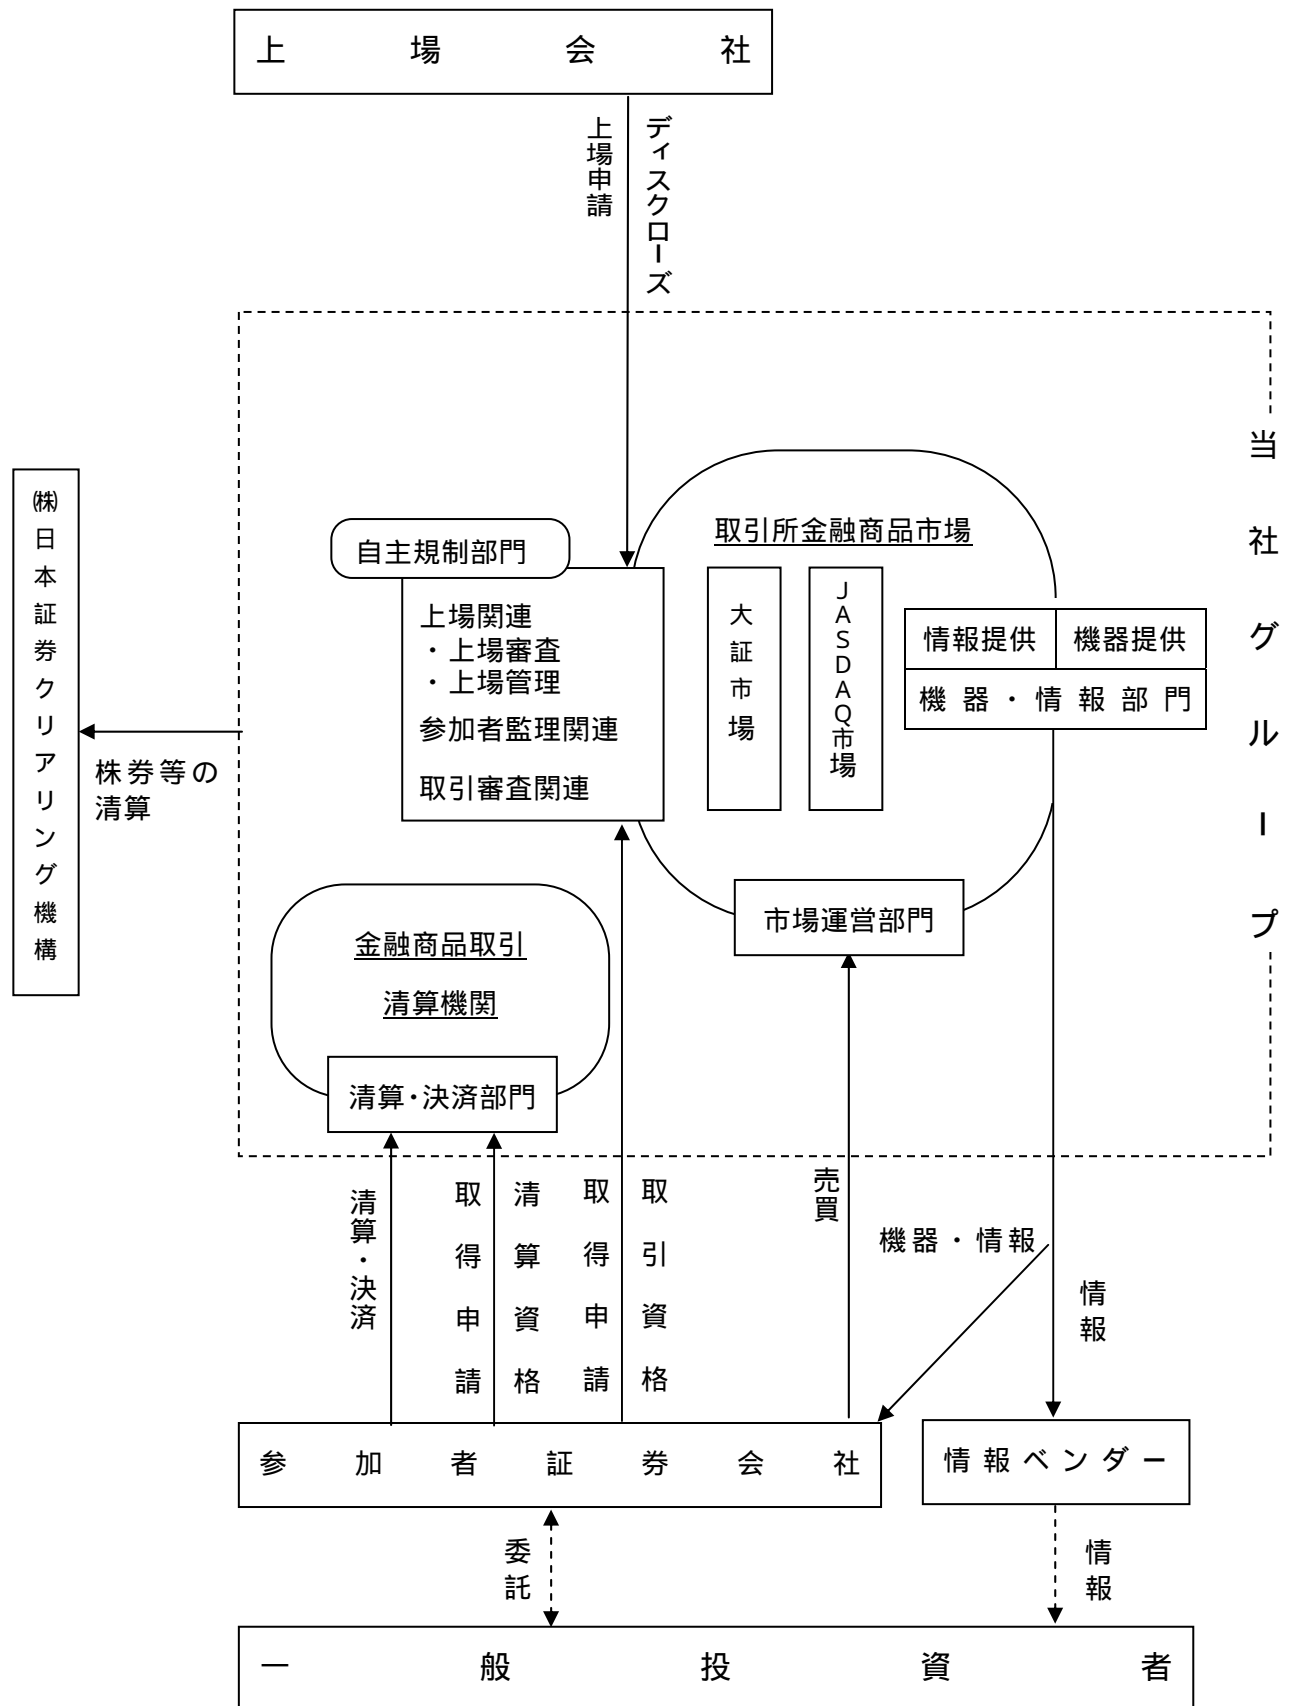 上場会社
上場申請
ディスクローズ
当社グループ
㈱日本証券クリアリング機構
株券等の
清算
自主規制部門
上場関連
・上場審査
・上場管理
参加者監理関連
取引審査関連
取引所金融商品市場
大証市場
JASDAQ市場
情報提供
機器提供
機器・情報部門
市場運営部門
金融商品取引
清算機関
清算・決済部門
清算・決済
清算資格
取得申請
取引資格
取得申請
売買
機器・情報
情報
参加者証券会社
情報ベンダー
委託
情報
一般投資者